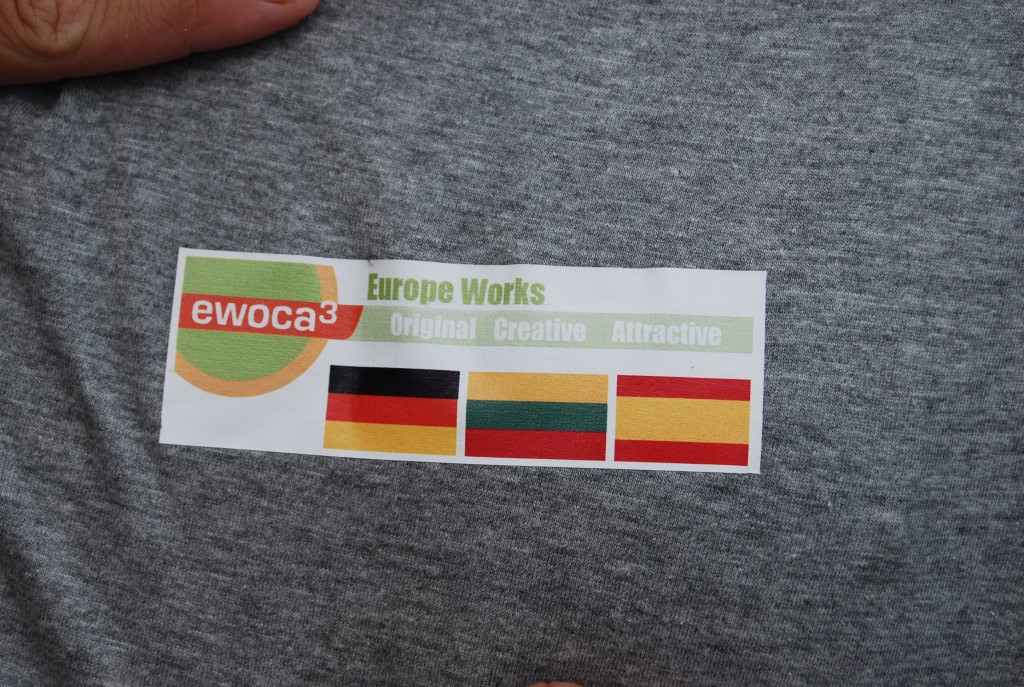 ewoca³
Europe Works
Original Creative Attractive